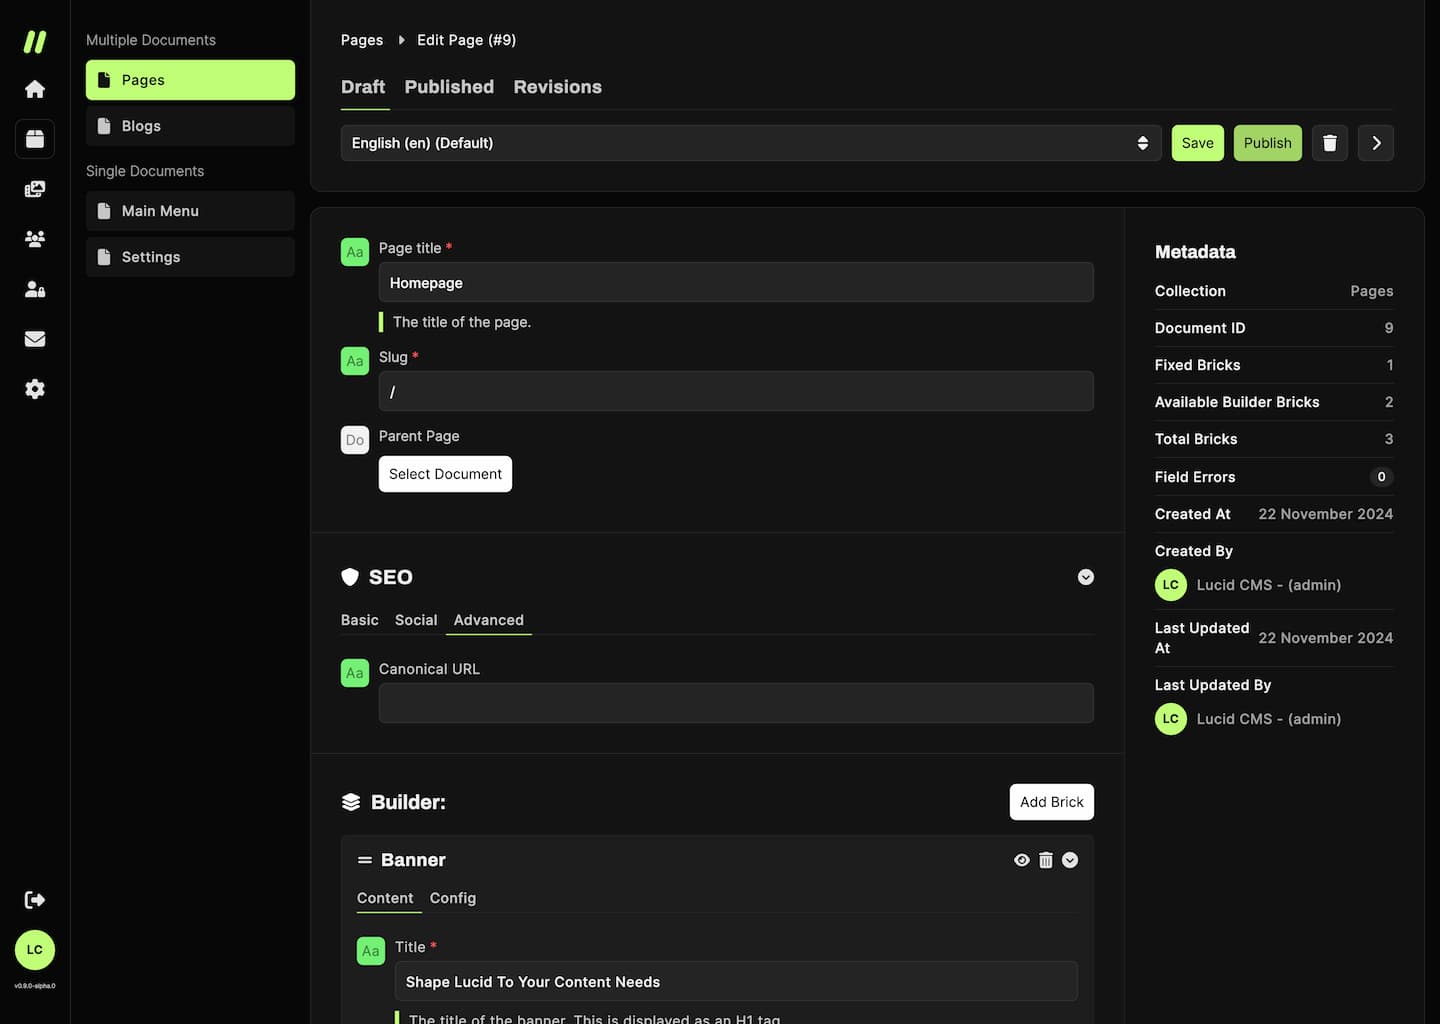 Multiple Documents
Pages
Blogs
Single Documents
Main Menu
Settings
LC
v0.9.0-alpha.0
Pages Edit Page (#9)
Draft Published Revisions
English (en) (Default)
Save Publish
Aa Page title *
Homepage
The title of the page.
Aa Slug *
/
Do Parent Page
Select Document
SEO
Basic Social Advanced
Aa Canonical URL
Builder:
Add Brick
Banner
Content Config
Aa Title *
Shape Lucid To Your Content Needs
The title of the banner. This is displayed as an H1 tag.
Metadata
Collection Pages
Document ID 9
Fixed Bricks 1
Available Builder Bricks 2
Total Bricks 3
Field Errors 0
Created At 22 November 2024
Created By
LC Lucid CMS - (admin)
Last Updated At 22 November 2024
Last Updated By
LC Lucid CMS - (admin)